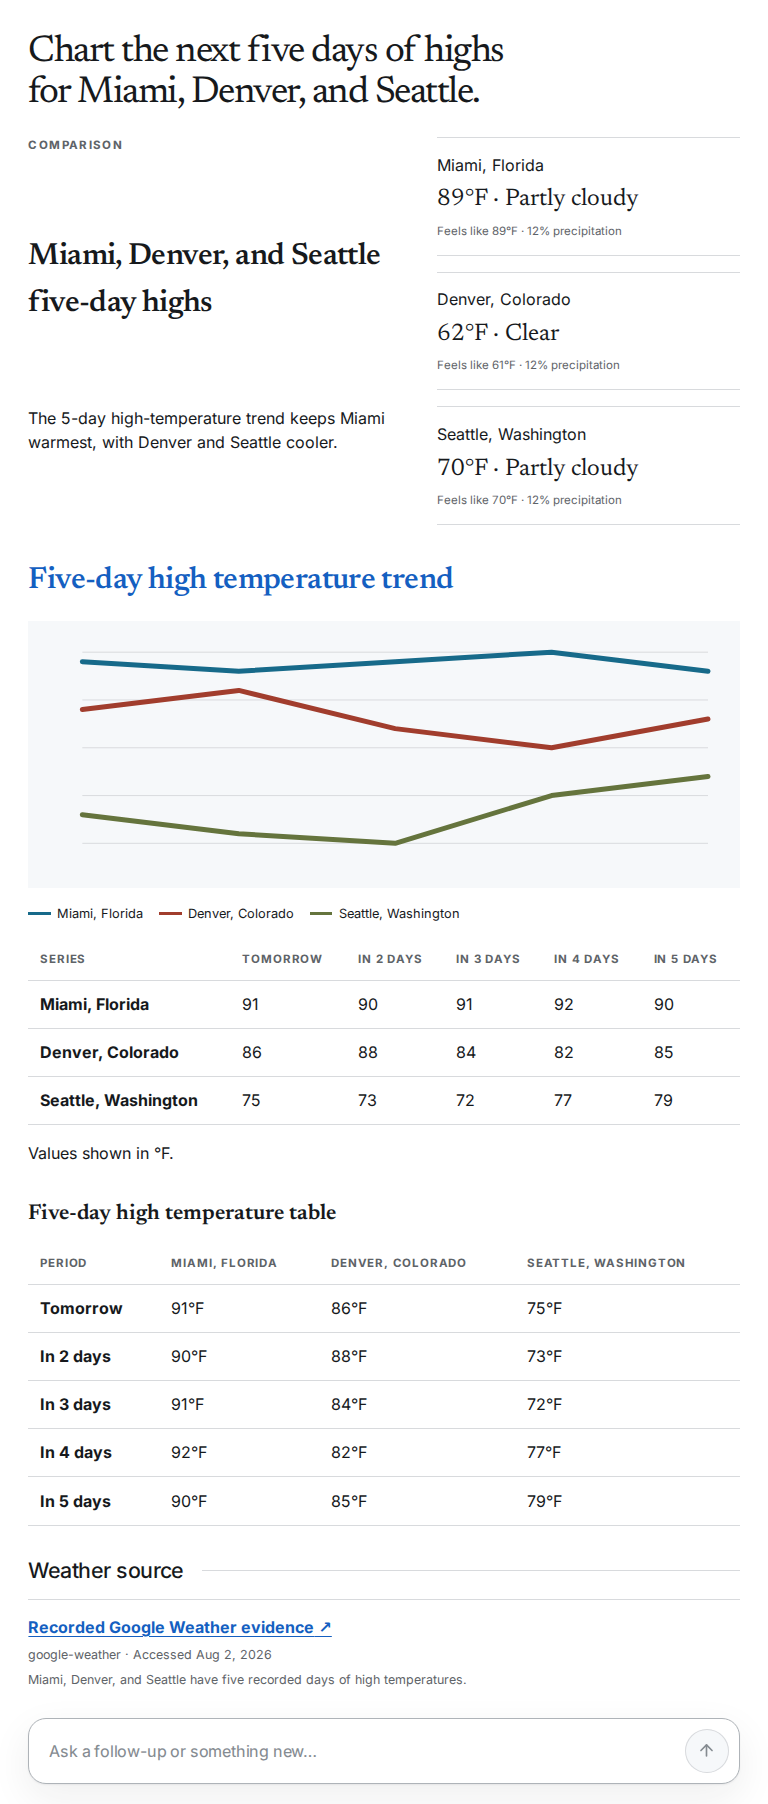 Chart the next five days of highs
for Miami, Denver, and Seattle.
COMPARISON
Miami, Denver, and Seattle
five-day highs
The 5-day high-temperature trend keeps Miami
warmest, with Denver and Seattle cooler.
Miami, Florida
89°F · Partly cloudy
Feels like 89°F · 12% precipitation
Denver, Colorado
62°F · Clear
Feels like 61°F · 12% precipitation
Seattle, Washington
70°F · Partly cloudy
Feels like 70°F · 12% precipitation
Five-day high temperature trend
Miami, Florida Denver, Colorado Seattle, Washington
SERIES TOMORROW IN 2 DAYS IN 3 DAYS IN 4 DAYS IN 5 DAYS
Miami, Florida 91 90 91 92 90
Denver, Colorado 86 88 84 82 85
Seattle, Washington 75 73 72 77 79
Values shown in °F.
Five-day high temperature table
PERIOD MIAMI, FLORIDA DENVER, COLORADO SEATTLE, WASHINGTON
Tomorrow 91°F 86°F 75°F
In 2 days 90°F 88°F 73°F
In 3 days 91°F 84°F 72°F
In 4 days 92°F 82°F 77°F
In 5 days 90°F 85°F 79°F
Weather source
Recorded Google Weather evidence ↗
google-weather · Accessed Aug 2, 2026
Miami, Denver, and Seattle have five recorded days of high temperatures.
Ask a follow-up or something new...